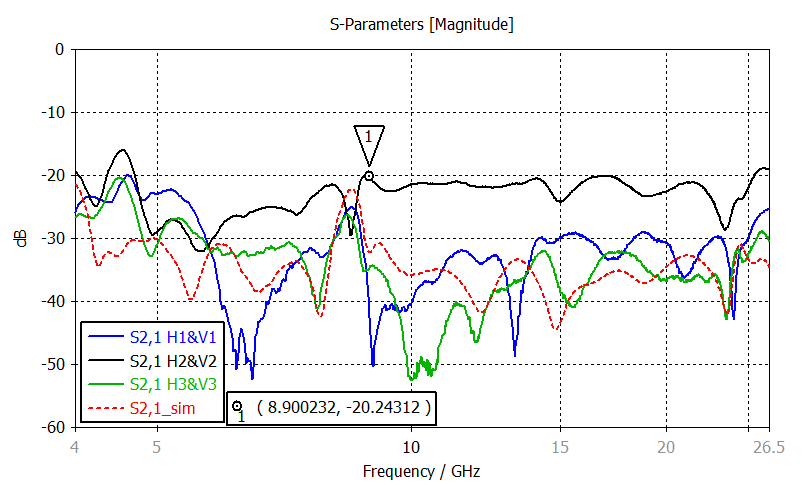 S-Parameters [Magnitude]
0
-10
-20
-30
-40
-50
-60
dB
1
S2,1 H1&V1
S2,1 H2&V2
S2,1 H3&V3
S2,1_sim
1 ( 8.900232, -20.24312 )
4 5 10 15 20 26.5
Frequency / GHz